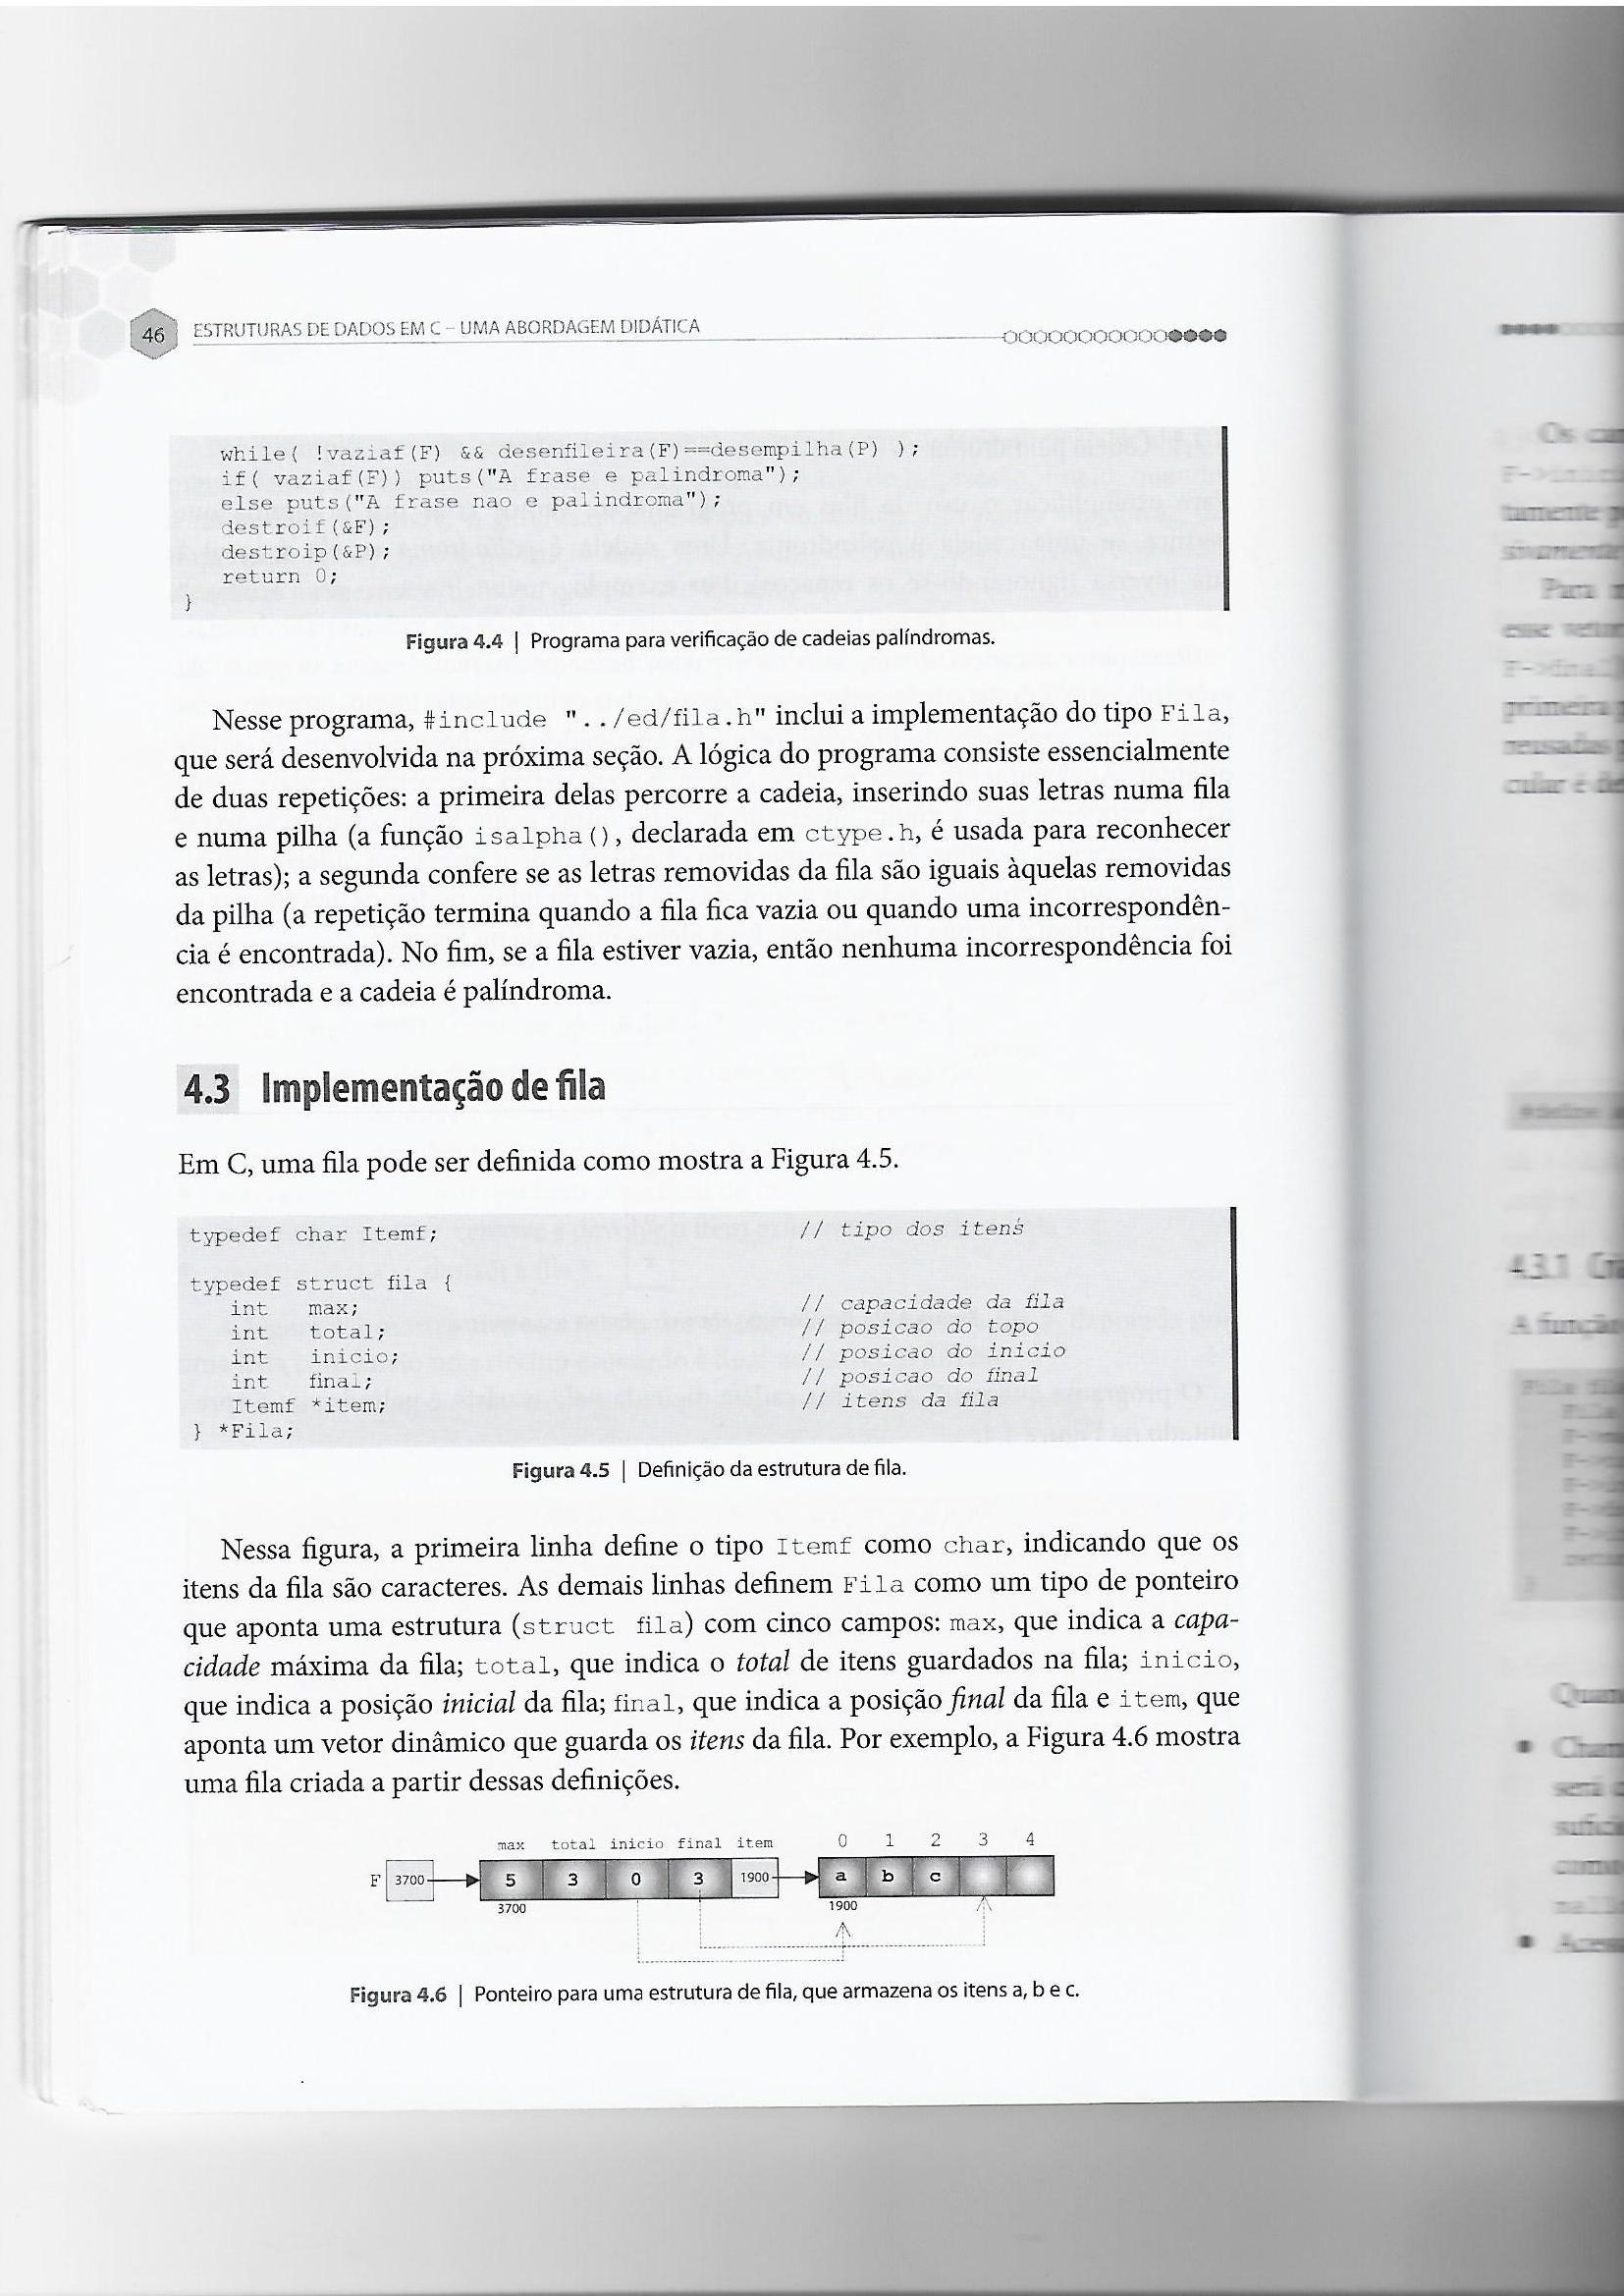 46 ESTRUTURAS DE DADOS EM C – UMA ABORDAGEM DIDÁTICA
while( !vaziaf(F) && desenfileira(F)==desempilha(P) );
if( vaziaf(F)) puts("A frase e palindroma");
else puts("A frase nao e palindroma");
destroif(&F);
destroip(&P);
return 0;
}
Figura 4.4 | Programa para verificação de cadeias palíndromas.
Nesse programa, #include "../ed/fila.h" inclui a implementação do tipo Fila,
que será desenvolvida na próxima seção. A lógica do programa consiste essencialmente
de duas repetições: a primeira delas percorre a cadeia, inserindo suas letras numa fila
e numa pilha (a função isalpha(), declarada em ctype.h, é usada para reconhecer
as letras); a segunda confere se as letras removidas da fila são iguais àquelas removidas
da pilha (a repetição termina quando a fila fica vazia ou quando uma incorrespondên-
cia é encontrada). No fim, se a fila estiver vazia, então nenhuma incorrespondência foi
encontrada e a cadeia é palíndroma.
4.3 Implementação de fila
Em C, uma fila pode ser definida como mostra a Figura 4.5.
typedef char Itemf; // tipo dos itens
typedef struct fila {
int max; // capacidade da fila
int total; // posicao do topo
int inicio; // posicao do inicio
int final; // posicao do final
Itemf *item; // itens da fila
} *Fila;
Figura 4.5 | Definição da estrutura de fila.
Nessa figura, a primeira linha define o tipo Itemf como char, indicando que os
itens da fila são caracteres. As demais linhas definem Fila como um tipo de ponteiro
que aponta uma estrutura (struct fila) com cinco campos: max, que indica a capa-
cidade máxima da fila; total, que indica o total de itens guardados na fila; inicio,
que indica a posição inicial da fila; final, que indica a posição final da fila e item, que
aponta um vetor dinâmico que guarda os itens da fila. Por exemplo, a Figura 4.6 mostra
uma fila criada a partir dessas definições.
max total inicio final item 0 1 2 3 4
F 3700 5 3 0 3 1900 a b c
3700 1900
Figura 4.6 | Ponteiro para uma estrutura de fila, que armazena os itens a, b e c.
4.3.1
A função